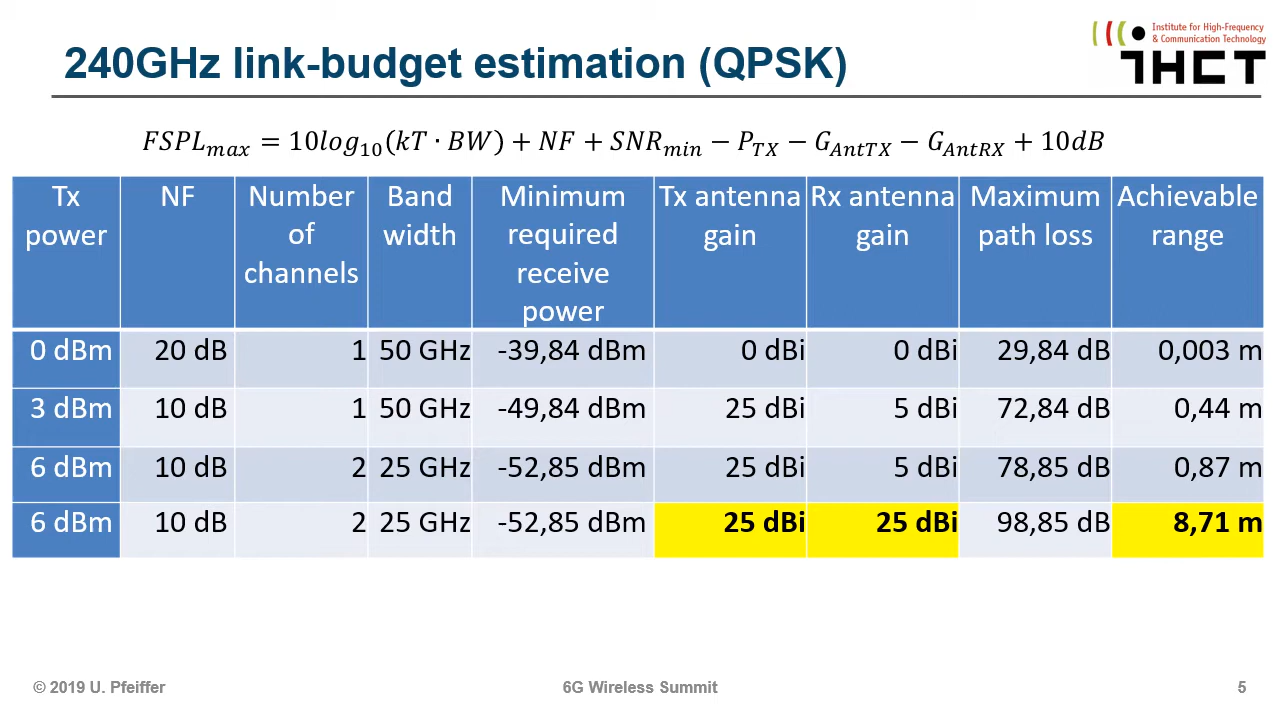 Institute for High-Frequency
& Communication Technology
IHCT
240GHz link-budget estimation (QPSK)
FSPL_max = 10log_10(kT · BW) + NF + SNR_min − P_TX − G_AntTX − G_AntRX + 10dB
Tx power | NF | Number of channels | Band width | Minimum required receive power | Tx antenna gain | Rx antenna gain | Maximum path loss | Achievable range
0 dBm | 20 dB | 1 | 50 GHz | -39,84 dBm | 0 dBi | 0 dBi | 29,84 dB | 0,003 m
3 dBm | 10 dB | 1 | 50 GHz | -49,84 dBm | 25 dBi | 5 dBi | 72,84 dB | 0,44 m
6 dBm | 10 dB | 2 | 25 GHz | -52,85 dBm | 25 dBi | 5 dBi | 78,85 dB | 0,87 m
6 dBm | 10 dB | 2 | 25 GHz | -52,85 dBm | 25 dBi | 25 dBi | 98,85 dB | 8,71 m
© 2019 U. Pfeiffer
6G Wireless Summit
5